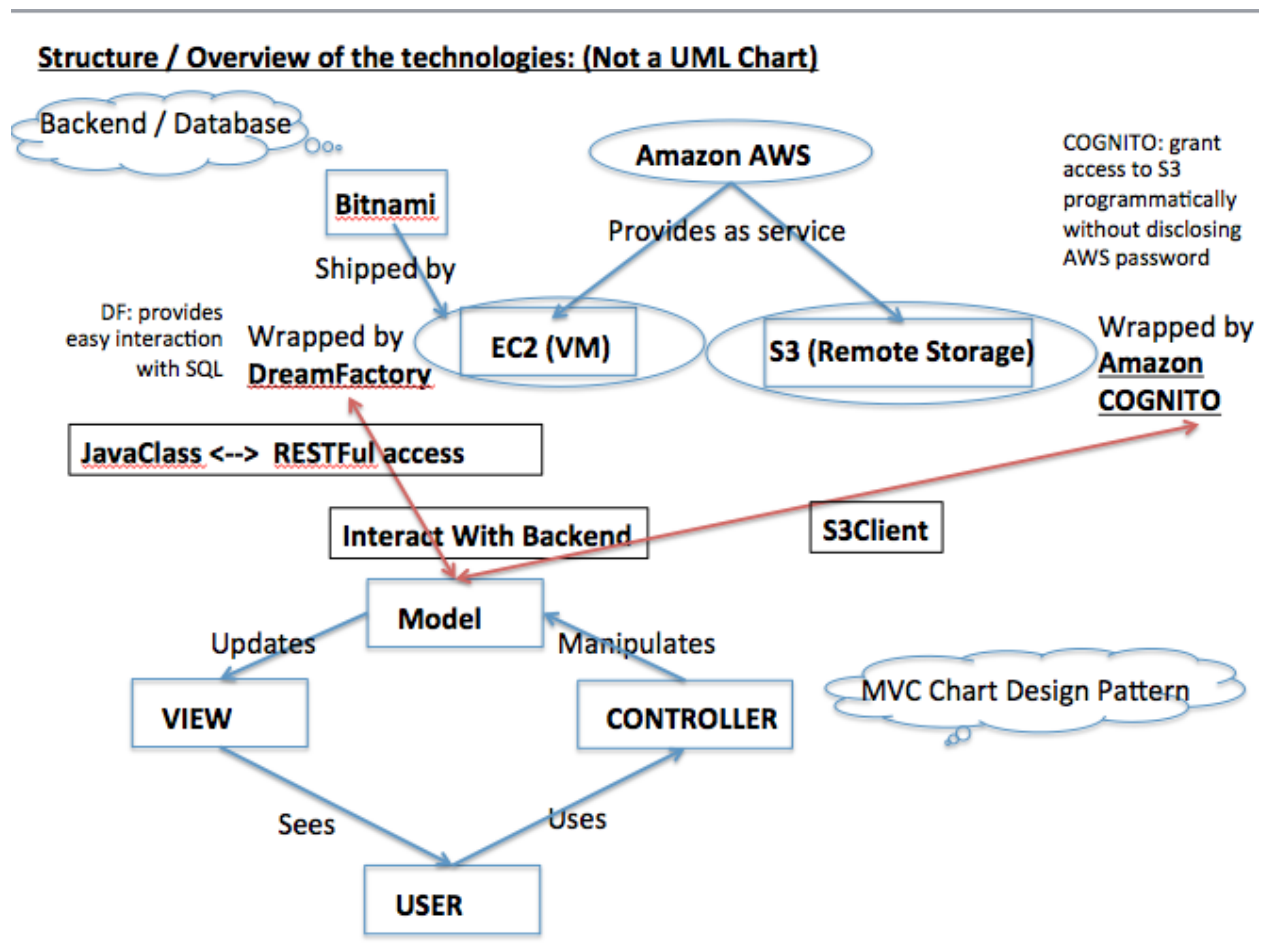 Structure / Overview of the technologies: (Not a UML Chart)
Backend / Database
Amazon AWS
COGNITO: grant
access to S3
programmatically
without disclosing
AWS password
Bitnami
Provides as service
Shipped by
DF: provides
easy interaction
with SQL
Wrapped by
DreamFactory
EC2 (VM)
S3 (Remote Storage)
Wrapped by
Amazon
COGNITO
JavaClass <--> RESTFul access
Interact With Backend
S3Client
Model
Updates
Manipulates
VIEW
CONTROLLER
MVC Chart Design Pattern
Sees
Uses
USER